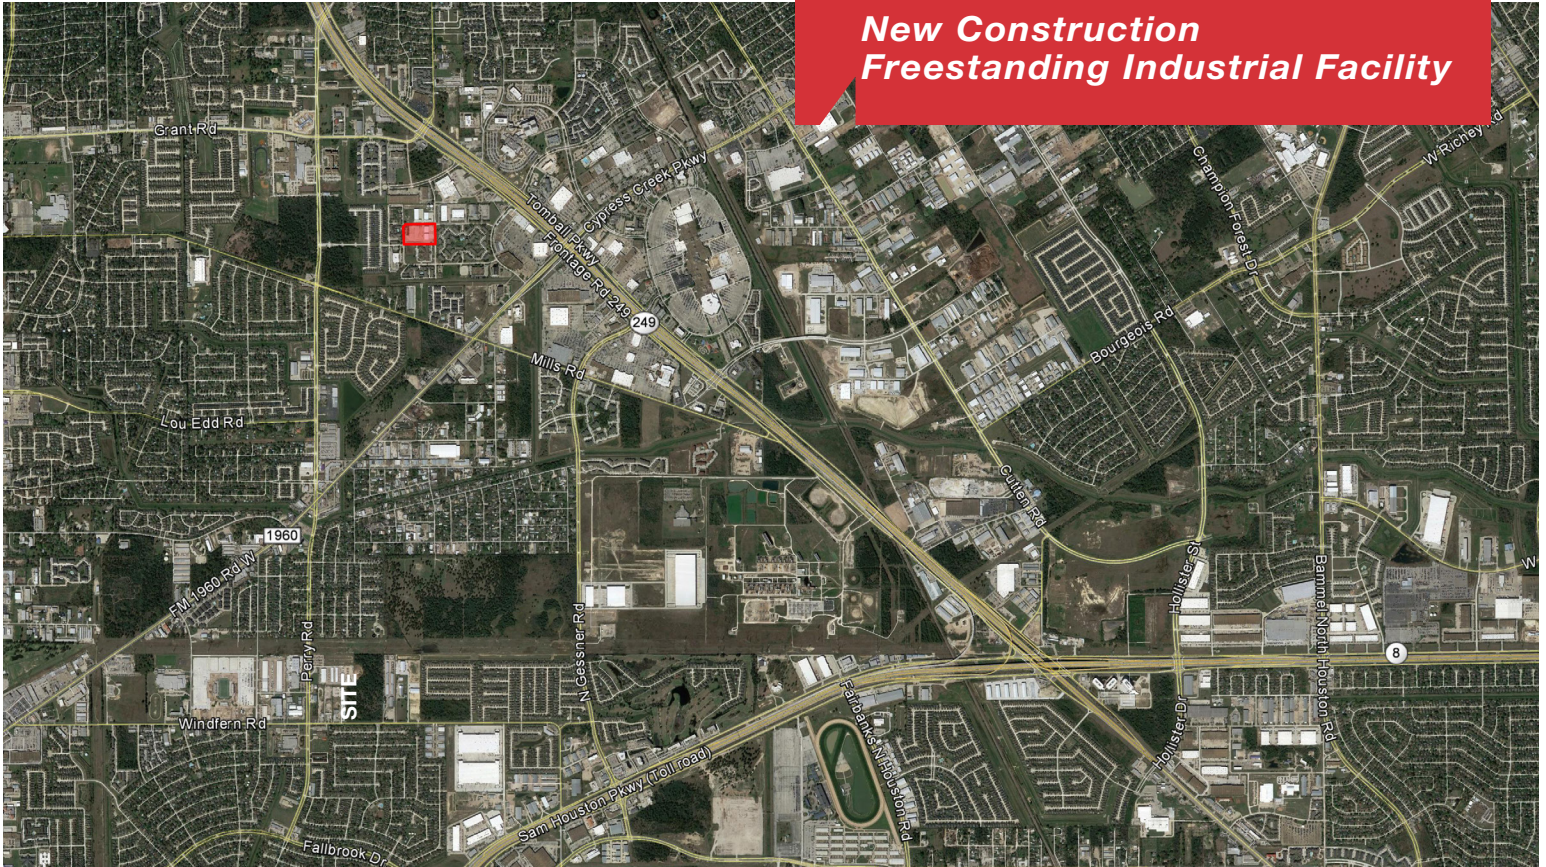 New Construction
Freestanding Industrial Facility
Grant Rd
W Richey Rd
Champion Forest Dr
Cypress Creek Pkwy
Tomball Pkwy
Frontage Rd 249
249
Bourgeois Rd
Mills Rd
Lou Edd Rd
Cutten Rd
1960
FM 1960 Rd W
Hollister St
Bammel North Houston Rd
W
Perry Rd
N Gessner Rd
8
SITE
Windfern Rd
Fairbanks N Houston Rd
Hollister Dr
Sam Houston Pkwy (Toll road)
Fallbrook Dr